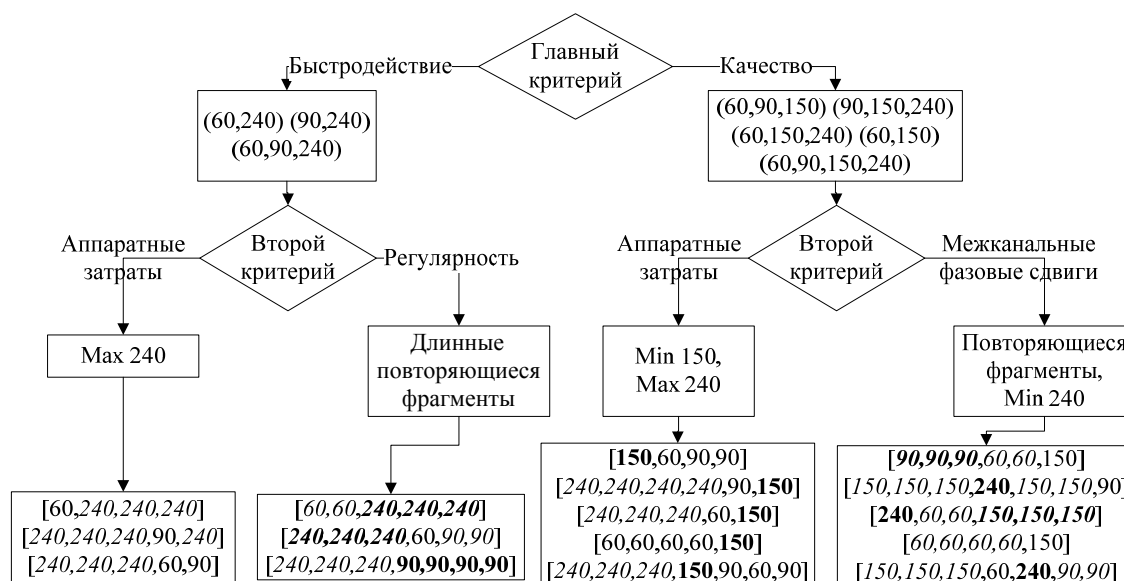 Главный
критерий
Быстродействие
Качество
(60,240) (90,240)
(60,90,240)
(60,90,150) (90,150,240)
(60,150,240) (60,150)
(60,90,150,240)
Аппаратные
затраты
Второй
критерий
Регулярность
Аппаратные
затраты
Второй
критерий
Межканальные
фазовые сдвиги
Max 240
Длинные
повторяющиеся
фрагменты
Min 150,
Max 240
Повторяющиеся
фрагменты,
Min 240
[60,240,240,240]
[240,240,240,90,240]
[240,240,240,60,90]
[60,60,240,240,240]
[240,240,240,60,90,90]
[240,240,240,90,90,90,90]
[150,60,90,90]
[240,240,240,240,90,150]
[240,240,240,60,150]
[60,60,60,60,150]
[240,240,240,150,90,60,90]
[90,90,90,60,60,150]
[150,150,150,240,150,150,90]
[240,60,60,150,150,150]
[60,60,60,60,150]
[150,150,150,60,240,90,90]